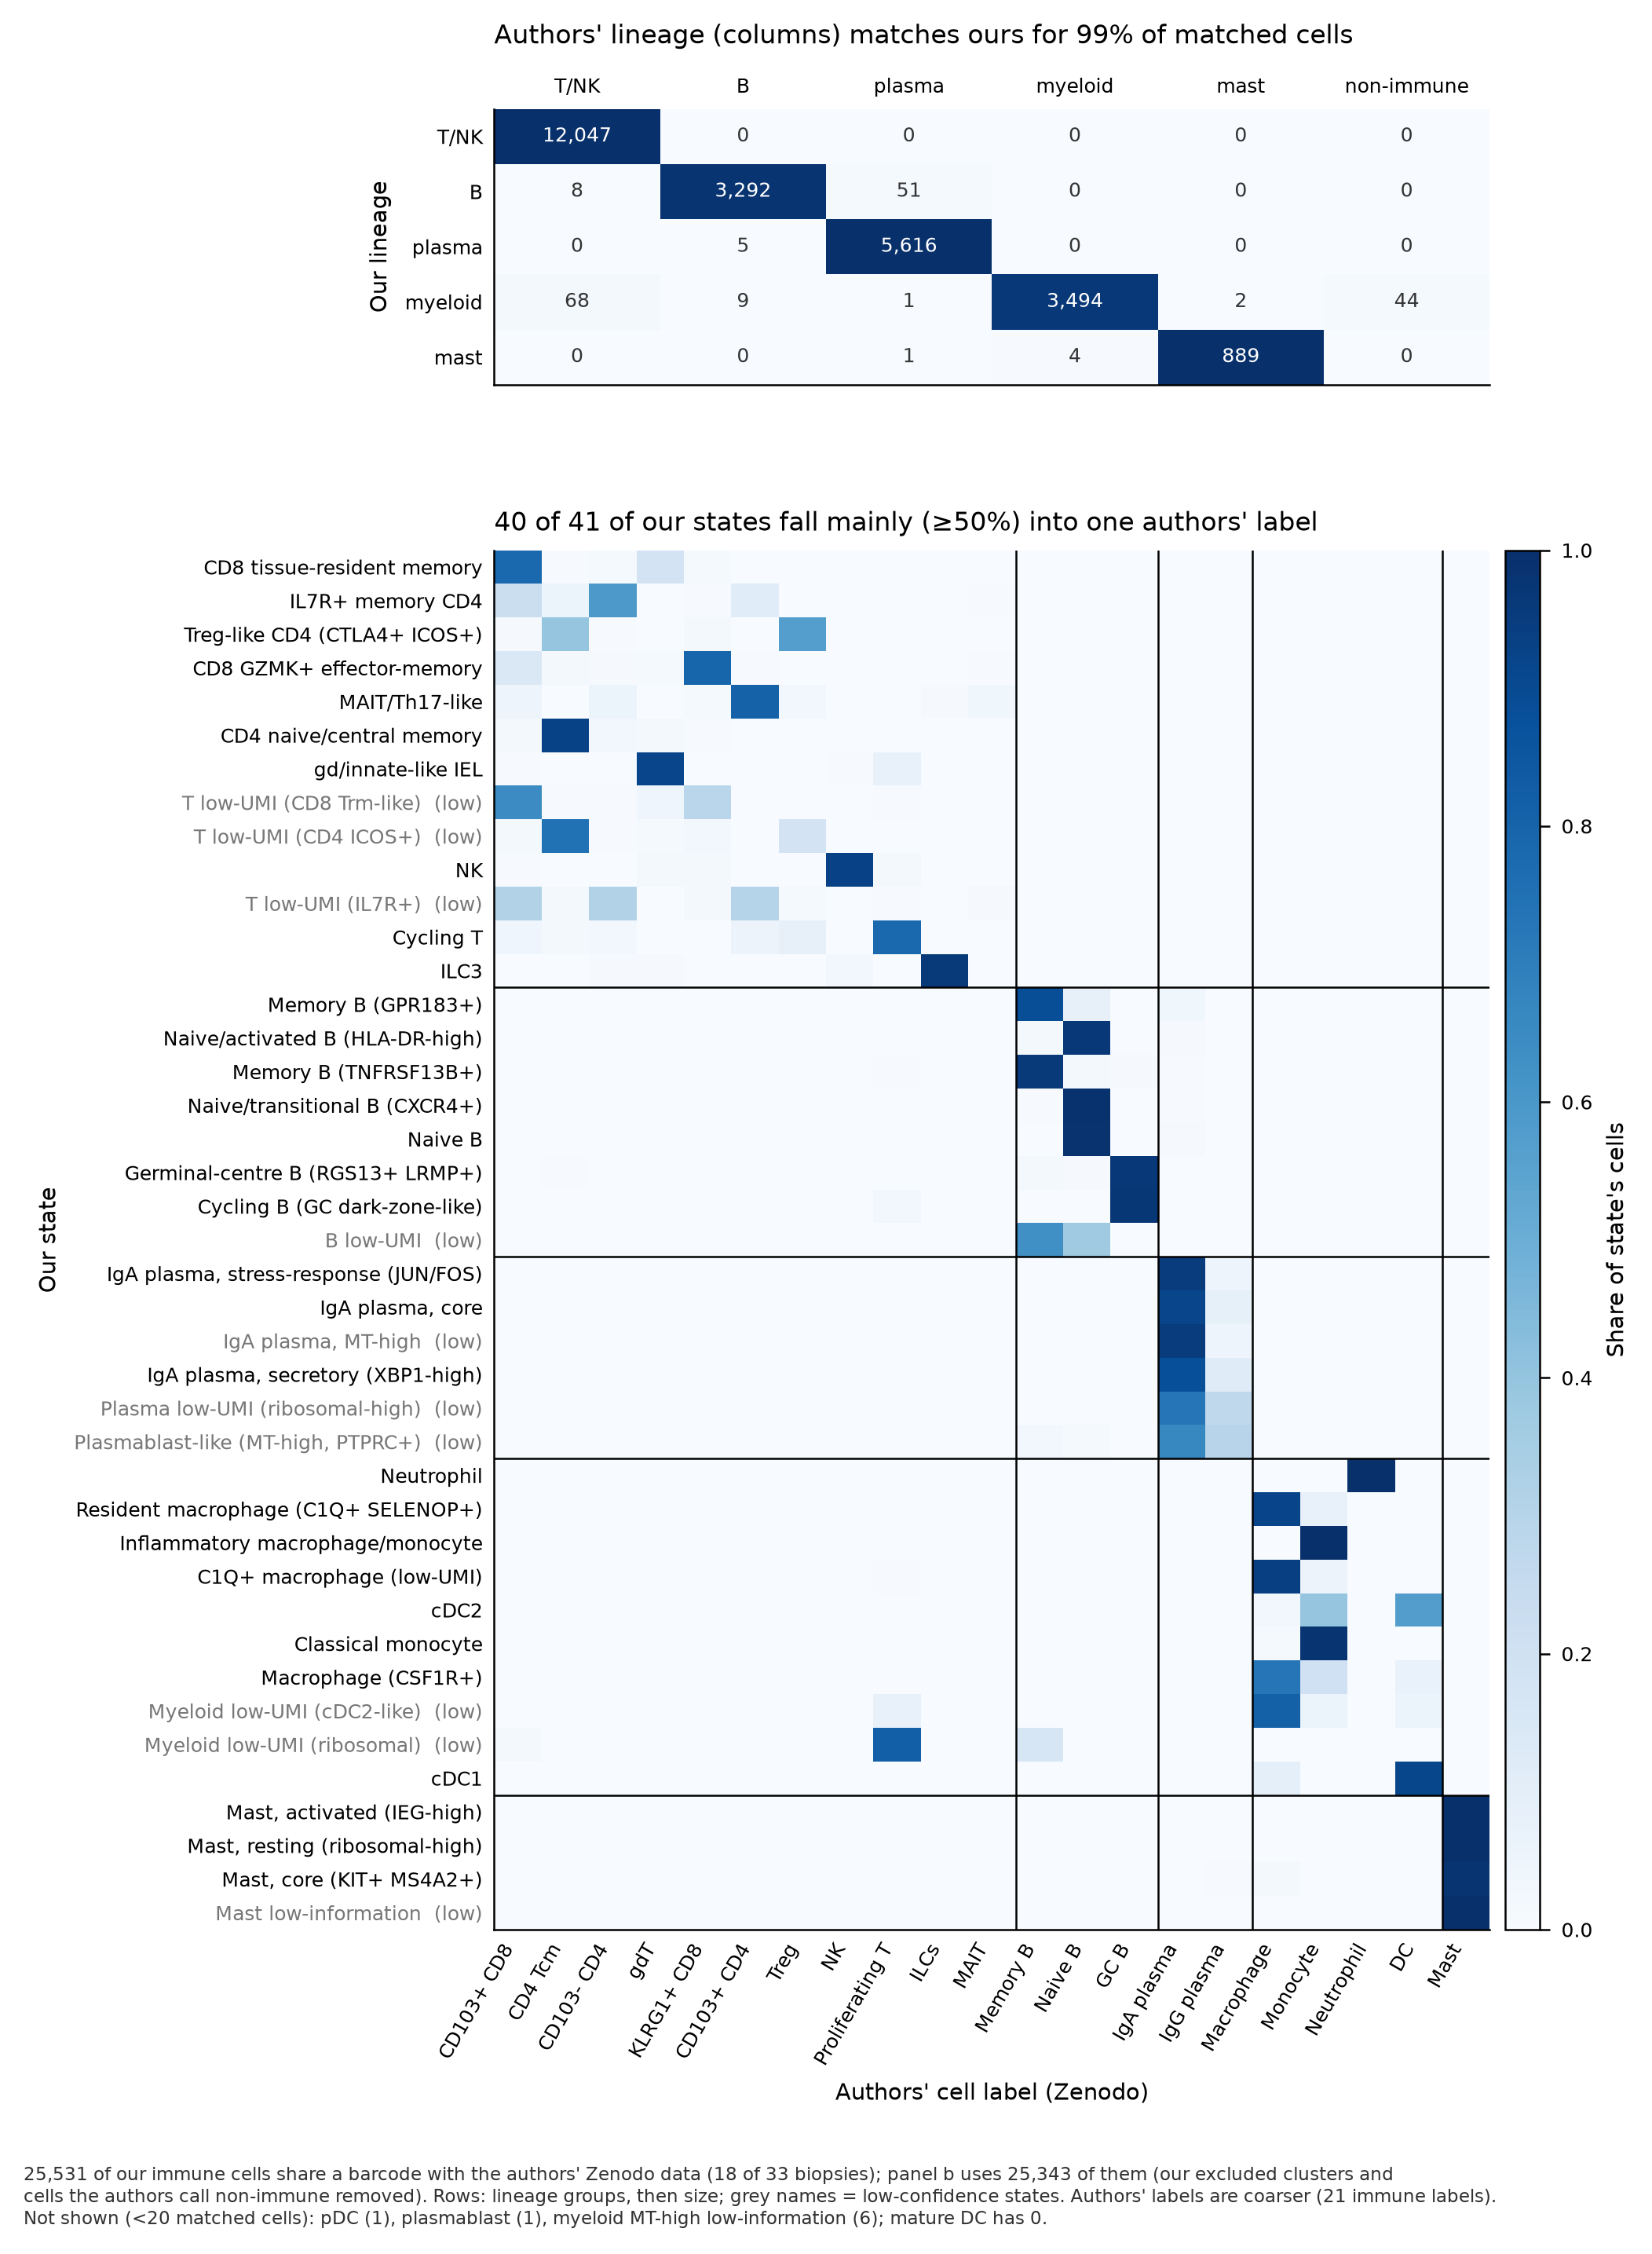 Authors' lineage (columns) matches ours for 99% of matched cells
T/NK B plasma myeloid mast non-immune
Our lineage
T/NK 12,047 0 0 0 0 0
B 8 3,292 51 0 0 0
plasma 0 5 5,616 0 0 0
myeloid 68 9 1 3,494 2 44
mast 0 0 1 4 889 0
40 of 41 of our states fall mainly (≥50%) into one authors' label
Our state
CD8 tissue-resident memory
IL7R+ memory CD4
Treg-like CD4 (CTLA4+ ICOS+)
CD8 GZMK+ effector-memory
MAIT/Th17-like
CD4 naive/central memory
gd/innate-like IEL
T low-UMI (CD8 Trm-like) (low)
T low-UMI (CD4 ICOS+) (low)
NK
T low-UMI (IL7R+) (low)
Cycling T
ILC3
Memory B (GPR183+)
Naive/activated B (HLA-DR-high)
Memory B (TNFRSF13B+)
Naive/transitional B (CXCR4+)
Naive B
Germinal-centre B (RGS13+ LRMP+)
Cycling B (GC dark-zone-like)
B low-UMI (low)
IgA plasma, stress-response (JUN/FOS)
IgA plasma, core
IgA plasma, MT-high (low)
IgA plasma, secretory (XBP1-high)
Plasma low-UMI (ribosomal-high) (low)
Plasmablast-like (MT-high, PTPRC+) (low)
Neutrophil
Resident macrophage (C1Q+ SELENOP+)
Inflammatory macrophage/monocyte
C1Q+ macrophage (low-UMI)
cDC2
Classical monocyte
Macrophage (CSF1R+)
Myeloid low-UMI (cDC2-like) (low)
Myeloid low-UMI (ribosomal) (low)
cDC1
Mast, activated (IEG-high)
Mast, resting (ribosomal-high)
Mast, core (KIT+ MS4A2+)
Mast low-information (low)
1.0
0.8
0.6
0.4
0.2
0.0
Share of state's cells
CD103+ CD8
CD4 Tcm
CD103- CD4
gdT
KLRG1+ CD8
CD103+ CD4
Treg
NK
Proliferating T
ILCs
MAIT
Memory B
Naive B
GC B
IgA plasma
IgG plasma
Macrophage
Monocyte
Neutrophil
DC
Mast
Authors' cell label (Zenodo)
25,531 of our immune cells share a barcode with the authors' Zenodo data (18 of 33 biopsies); panel b uses 25,343 of them (our excluded clusters and
cells the authors call non-immune removed). Rows: lineage groups, then size; grey names = low-confidence states. Authors' labels are coarser (21 immune labels).
Not shown (<20 matched cells): pDC (1), plasmablast (1), myeloid MT-high low-information (6); mature DC has 0.